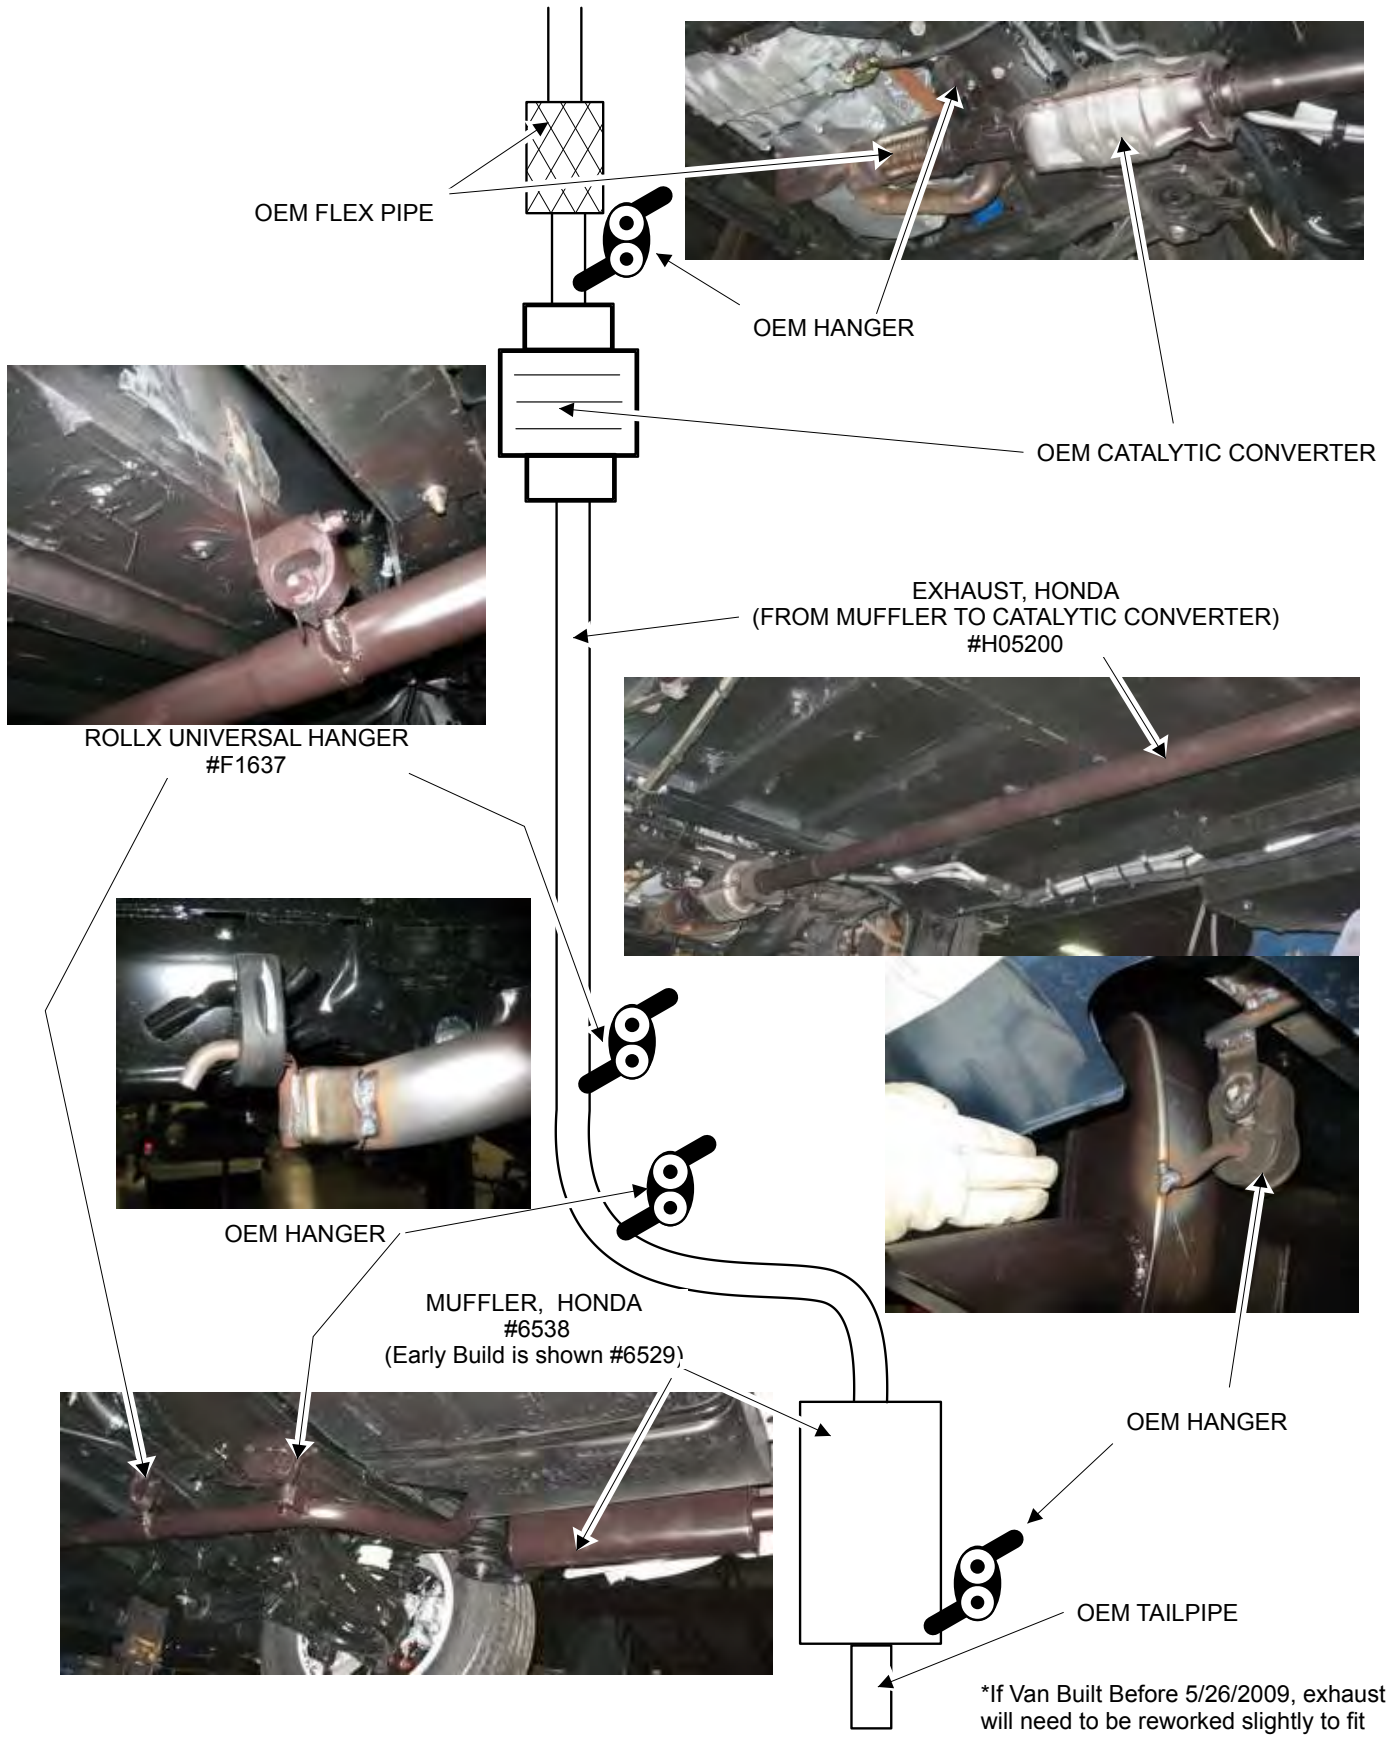 OEM FLEX PIPE
OEM HANGER
OEM CATALYTIC CONVERTER
EXHAUST, HONDA
(FROM MUFFLER TO CATALYTIC CONVERTER)
#H05200
ROLLX UNIVERSAL HANGER
#F1637
OEM HANGER
MUFFLER, HONDA
#6538
(Early Build is shown #6529)
OEM HANGER
OEM TAILPIPE
*If Van Built Before 5/26/2009, exhaust
will need to be reworked slightly to fit